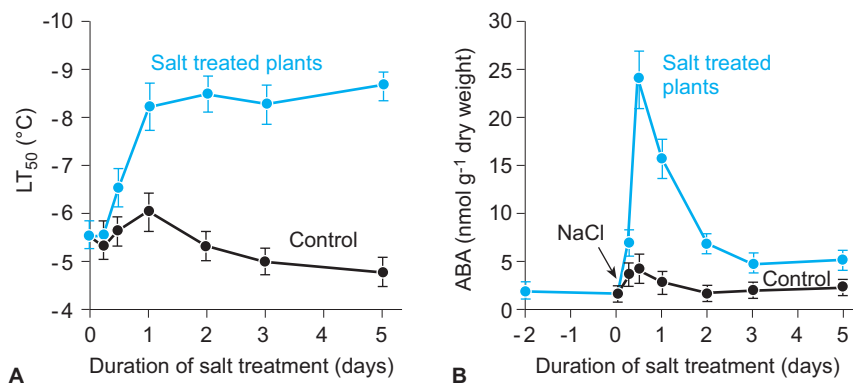 -10
-9
-8
-7
-6
-5
-4
LT50 (°C)
Salt treated plants
Control
0
1
2
3
4
5
Duration of salt treatment (days)
A
30
25
20
15
10
5
0
ABA (nmol g-1 dry weight)
Salt treated
plants
NaCl
Control
-2
-1
0
1
2
3
4
5
Duration of salt treatment (days)
B